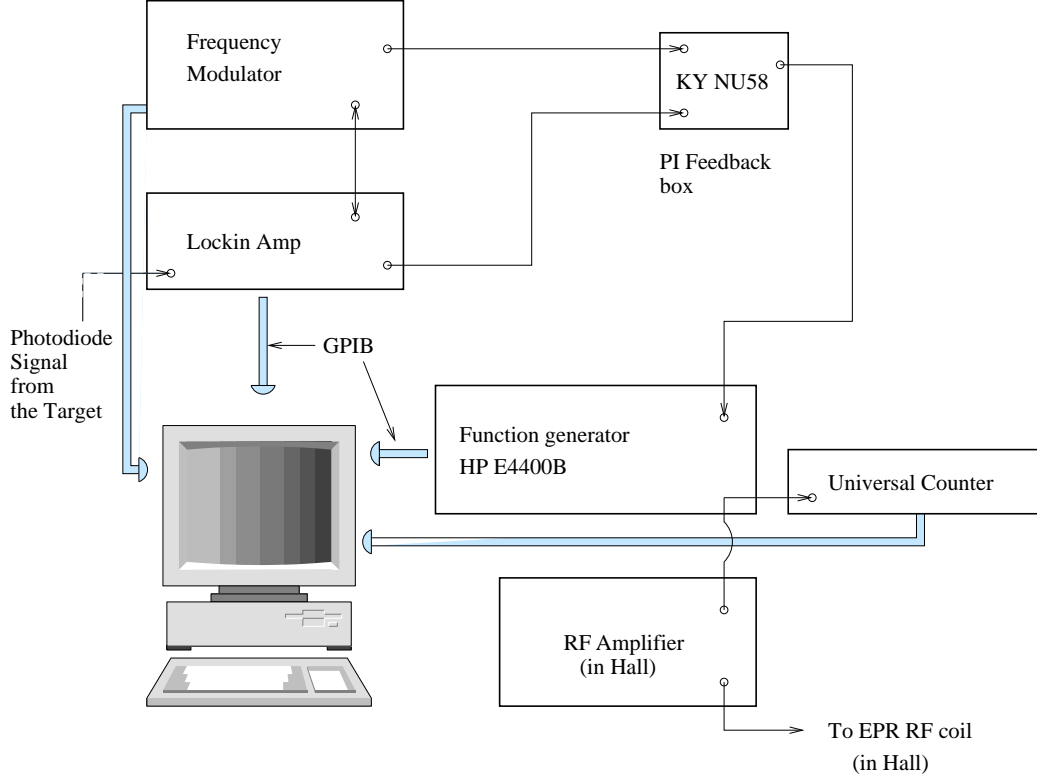 Frequency
Modulator
KY NU58
PI Feedback
box
Lockin Amp
Photodiode
Signal
from
the Target
GPIB
Function generator
HP E4400B
Universal Counter
RF Amplifier
(in Hall)
To EPR RF coil
(in Hall)